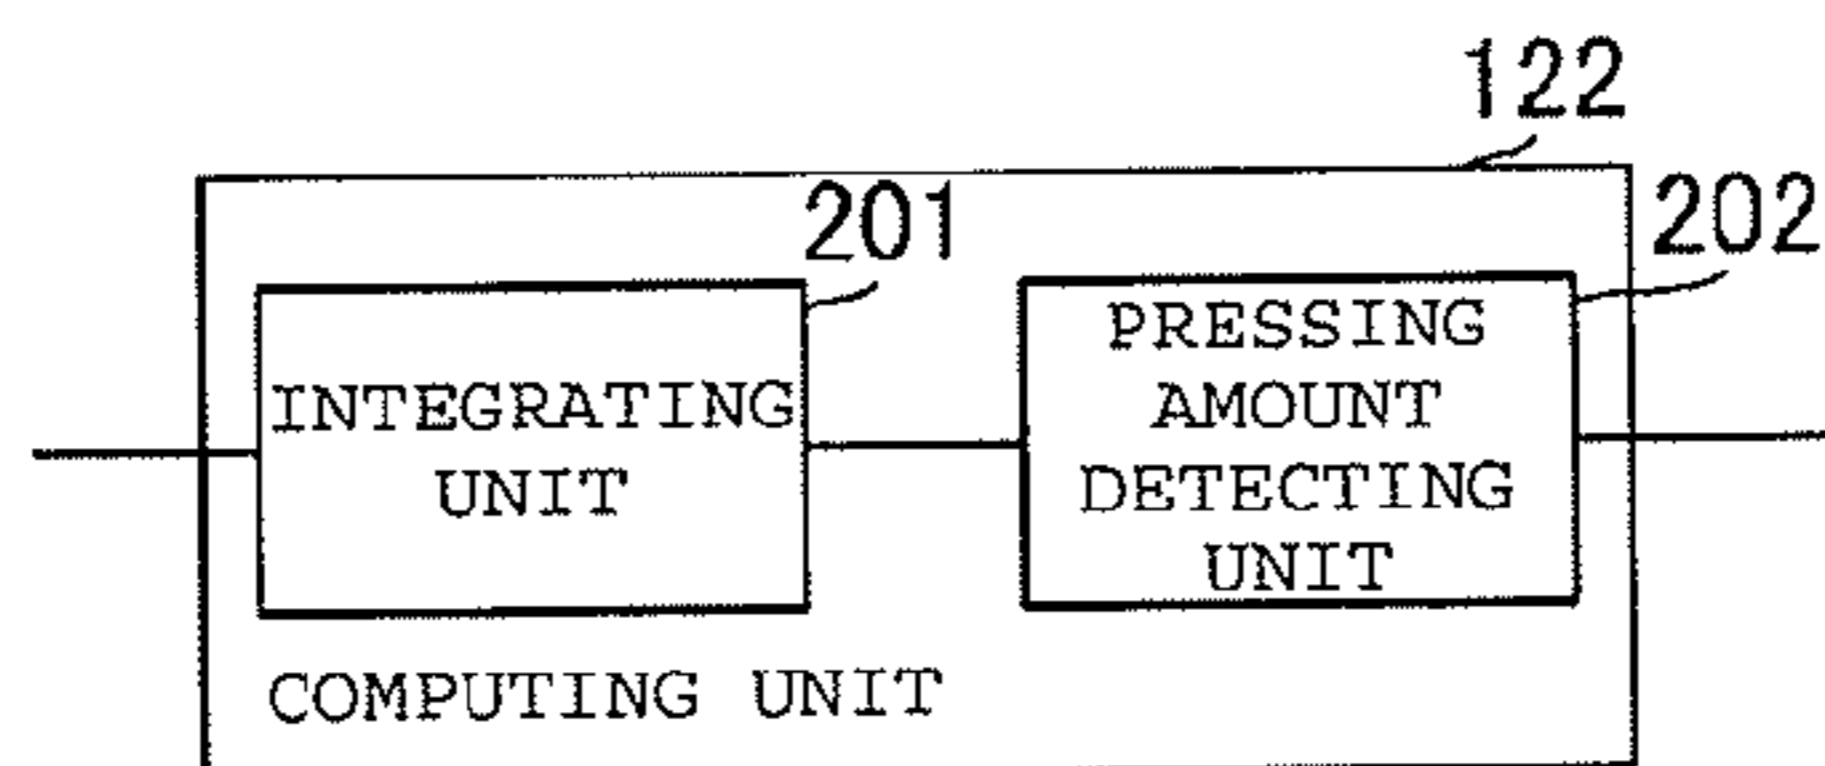 122
201
202
INTEGRATING
UNIT
PRESSING
AMOUNT
DETECTING
UNIT
COMPUTING UNIT